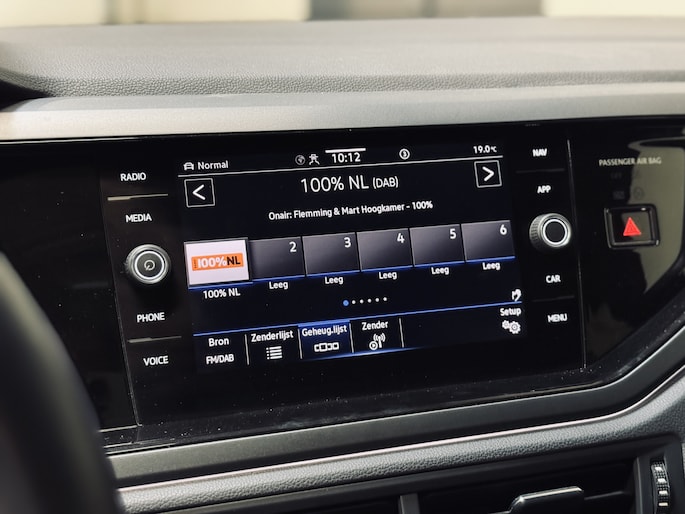 Normal
10:12
19.0°C
RADIO
MEDIA
PHONE
VOICE
100% NL (DAB)
Onair: Flemming & Mart Hoogkamer - 100%
100%NL
2
3
4
5
6
100% NL
Leeg
Leeg
Leeg
Leeg
Leeg
Bron
FM/DAB
Zenderlijst
Geheug.lijst
Zender
Setup
NAV
APP
CAR
MENU
PASSENGER AIR BAG